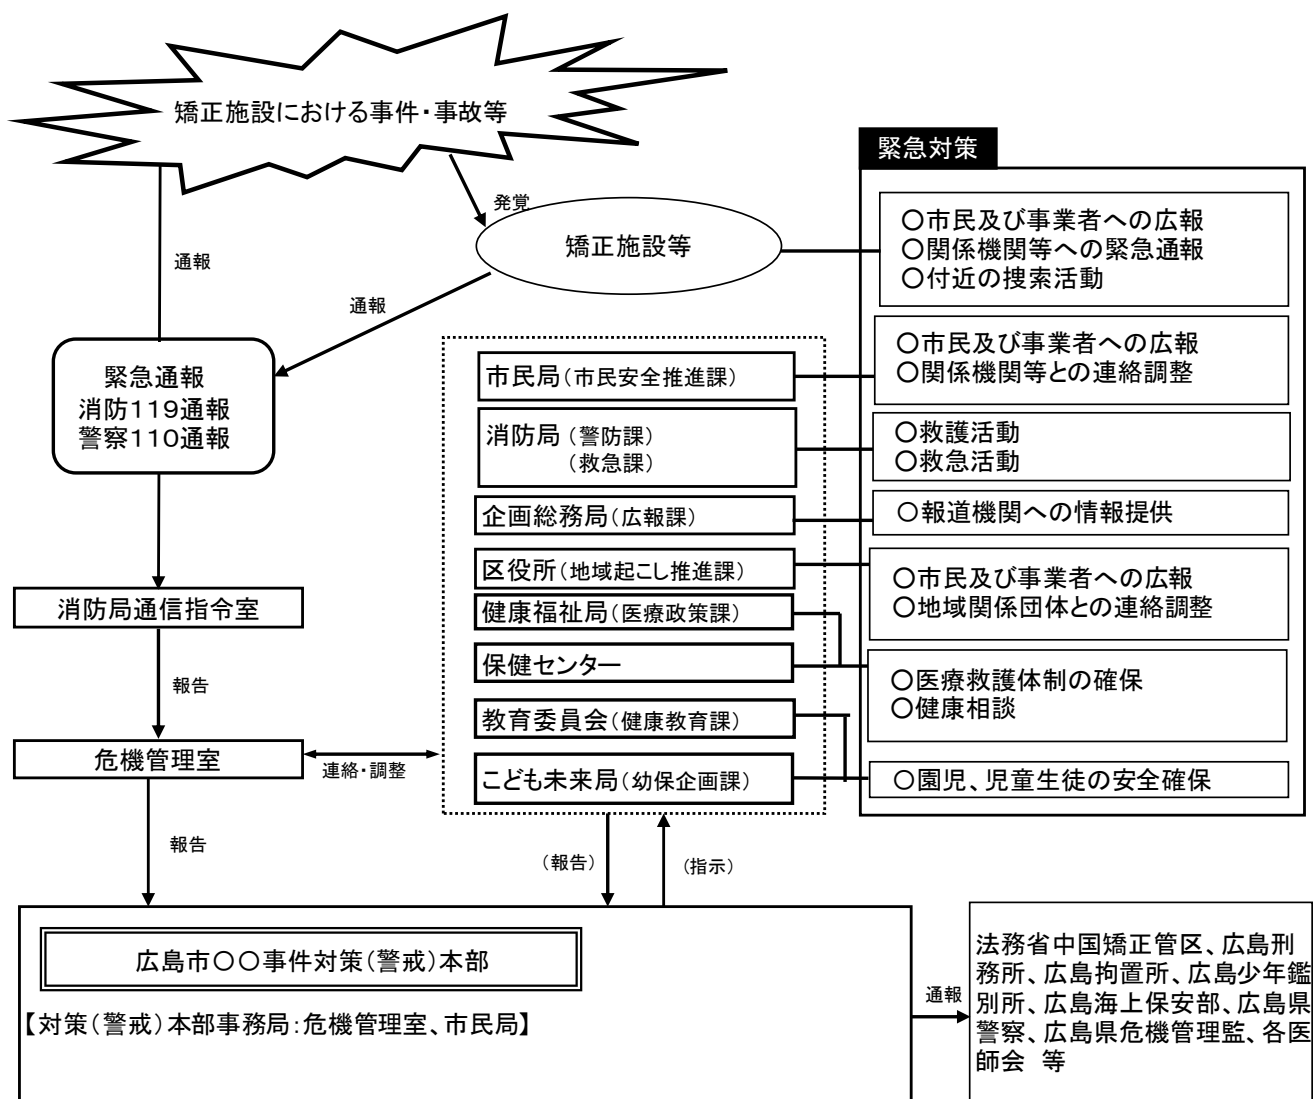 矯正施設における事件・事故等
緊急対策
発覚
矯正施設等
○市民及び事業者への広報
○関係機関等への緊急通報
○付近の捜索活動
通報
通報
緊急通報
消防119通報
警察110通報
市民局(市民安全推進課)
○市民及び事業者への広報
○関係機関等との連絡調整
消防局(警防課)
(救急課)
○救護活動
○救急活動
企画総務局(広報課)
○報道機関への情報提供
区役所(地域起こし推進課)
○市民及び事業者への広報
○地域関係団体との連絡調整
消防局通信指令室
健康福祉局(医療政策課)
保健センター
○医療救護体制の確保
○健康相談
報告
教育委員会(健康教育課)
危機管理室
連絡・調整
こども未来局(幼保企画課)
○園児、児童生徒の安全確保
報告
(報告)
(指示)
広島市○○事件対策(警戒)本部
【対策(警戒)本部事務局:危機管理室、市民局】
通報
法務省中国矯正管区、広島刑
務所、広島拘置所、広島少年鑑
別所、広島海上保安部、広島県
警察、広島県危機管理監、各医
師会 等